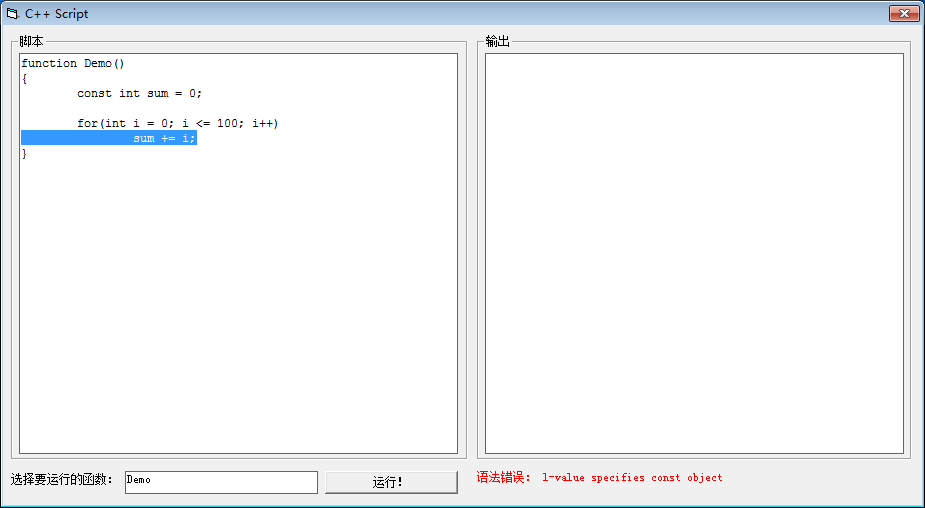 C++ Script
脚本
function Demo()
{
const int sum = 0;
for(int i = 0; i <= 100; i++)
sum += i;
}
输出
选择要运行的函数：
Demo
运行!
语法错误： l-value specifies const object